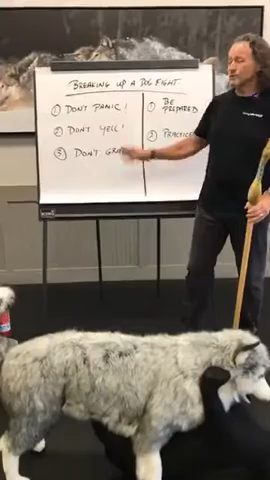 BREAKING UP A DOG FIGHT
① DON'T PANIC!
② DON'T YELL!
③ DON'T
① BE PREPARED
② PRACTICE